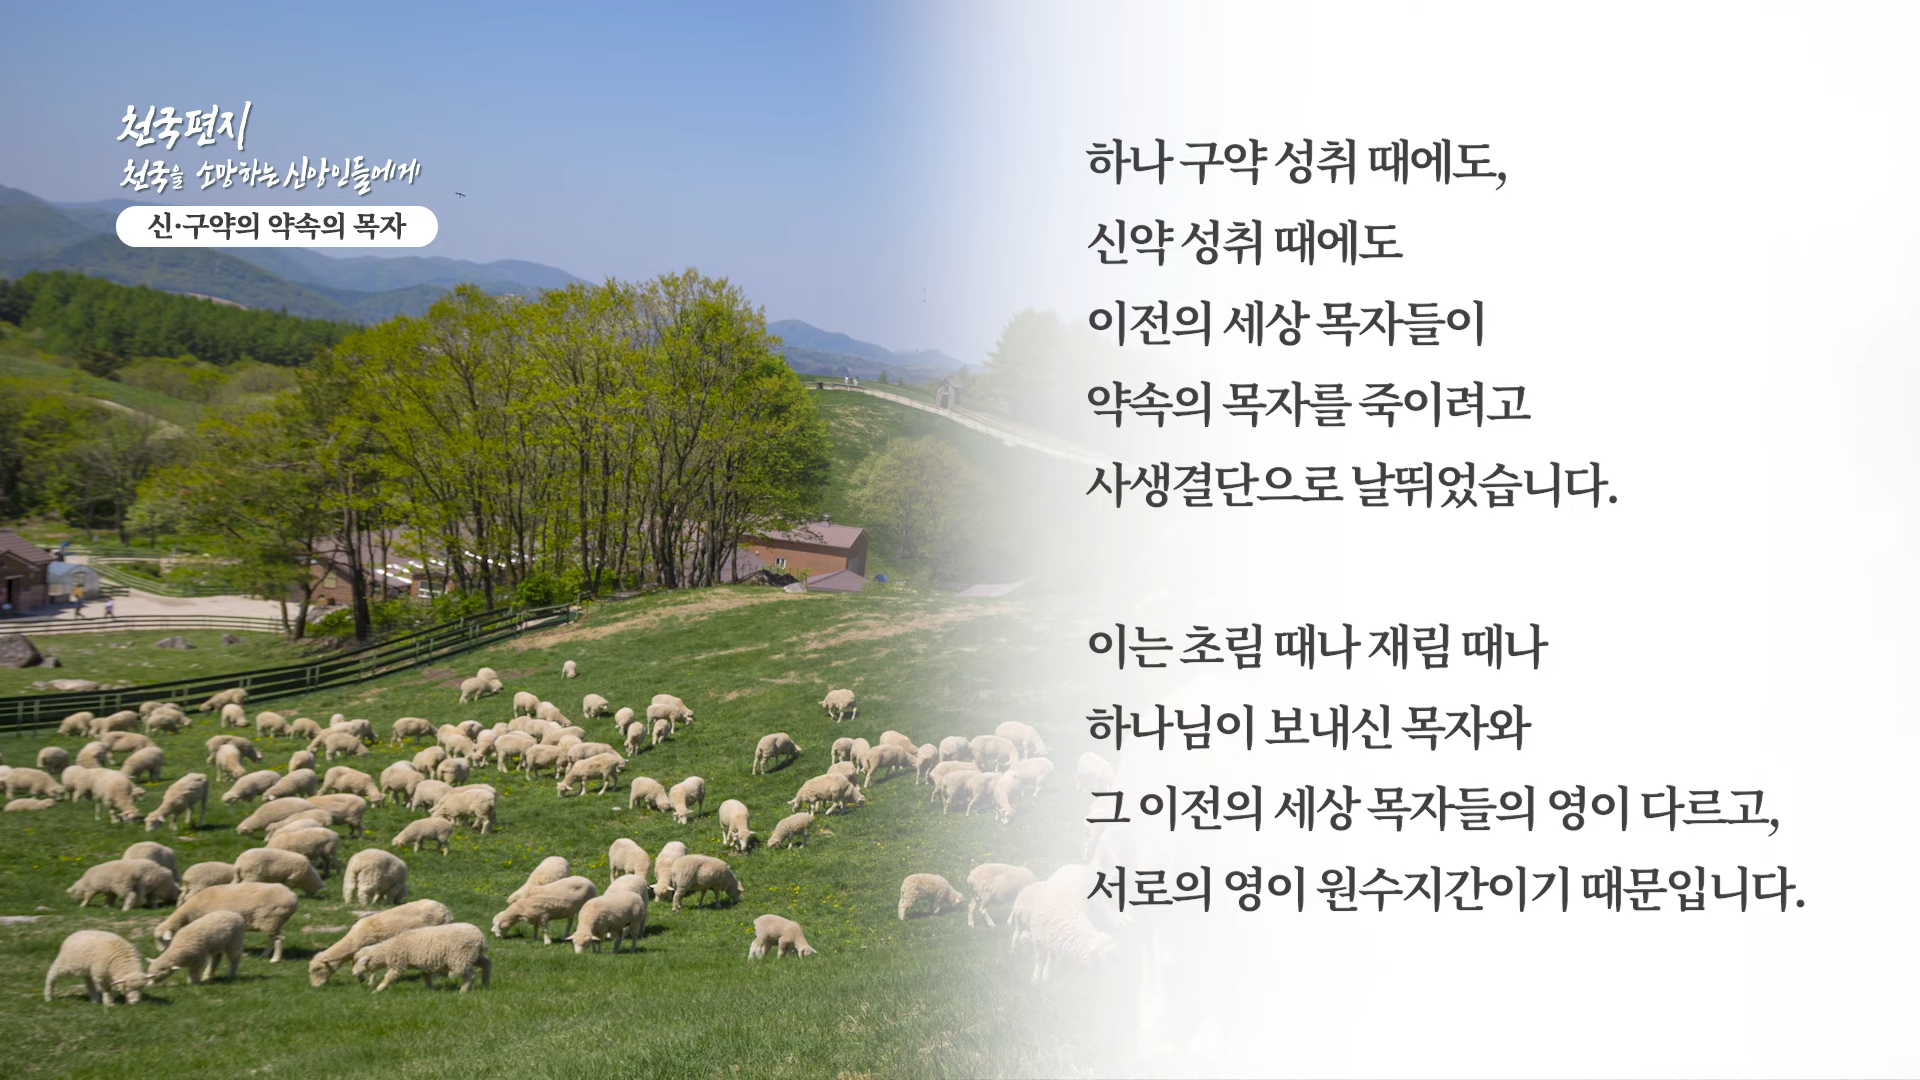 천국편지
천국을 소망하는 신앙인들에게
신·구약의 약속의 목자
하나 구약 성취 때에도,
신약 성취 때에도
이전의 세상 목자들이
약속의 목자를 죽이려고
사생결단으로 날뛰었습니다.
이는 초림 때나 재림 때나
하나님이 보내신 목자와
그 이전의 세상 목자들의 영이 다르고,
서로의 영이 원수지간이기 때문입니다.